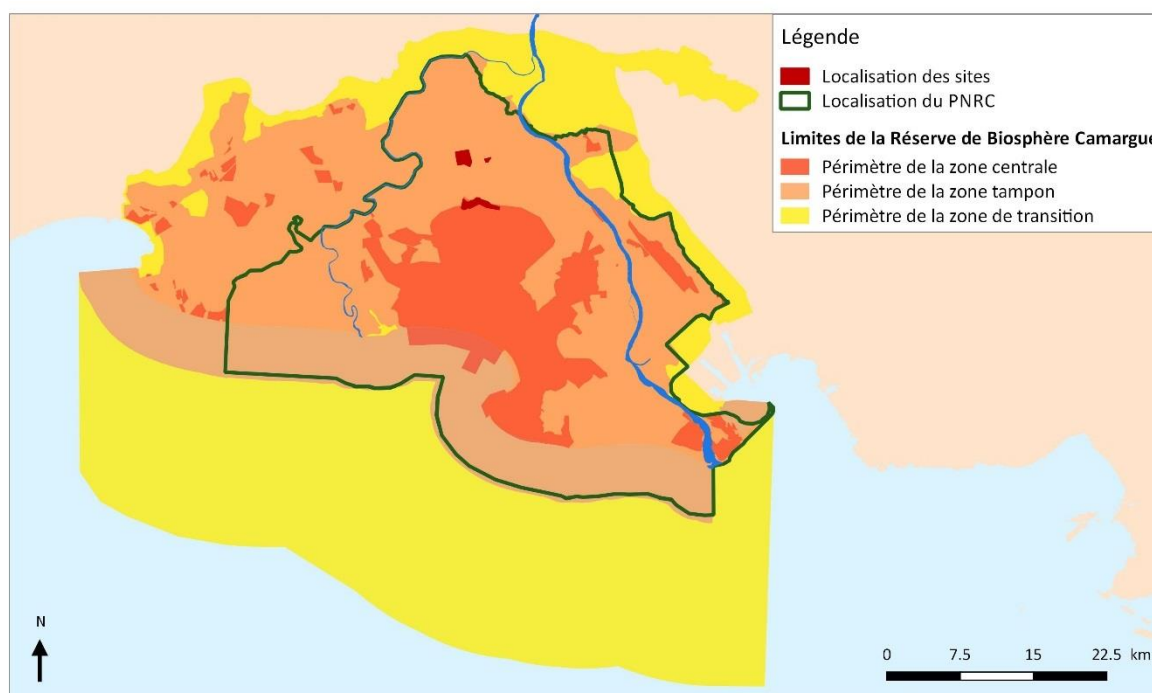 Légende
Localisation des sites
Localisation du PNRC
Limites de la Réserve de Biosphère Camargue
Périmètre de la zone centrale
Périmètre de la zone tampon
Périmètre de la zone de transition
N
0 7.5 15 22.5 km